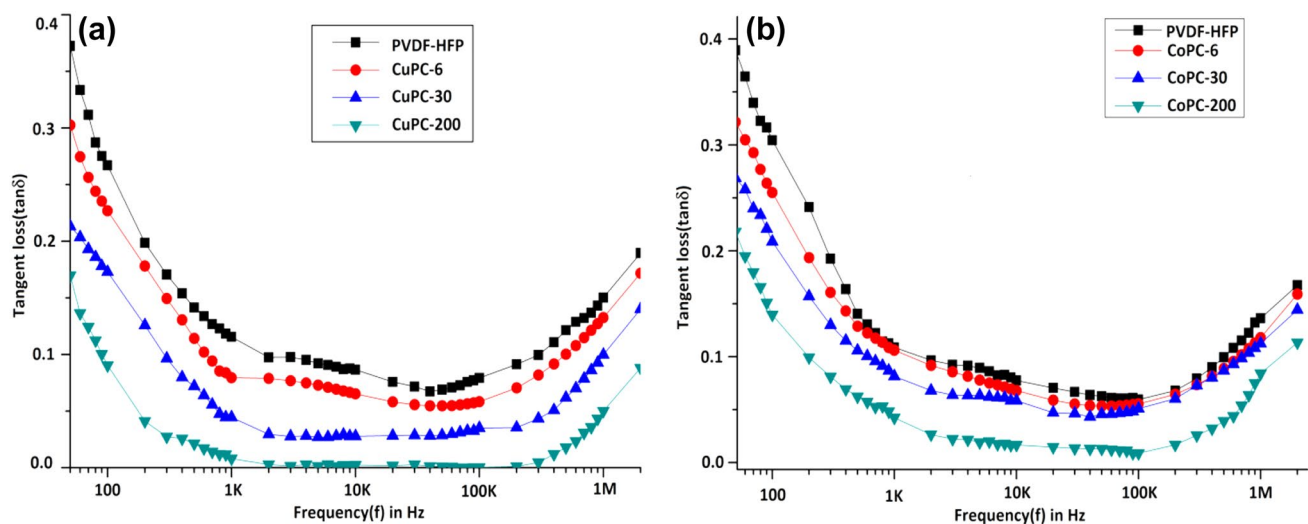 (a)
PVDF-HFP
CuPC-6
CuPC-30
CuPC-200
Tangent loss(tanδ)
0.4
0.3
0.2
0.1
0.0
100
1K
10K
100K
1M
Frequency(f) in Hz
(b)
PVDF-HFP
CoPC-6
CoPC-30
CoPC-200
Tangent loss(tanδ)
0.4
0.3
0.2
0.1
0.0
100
1K
10K
100K
1M
Frequency(f) in Hz